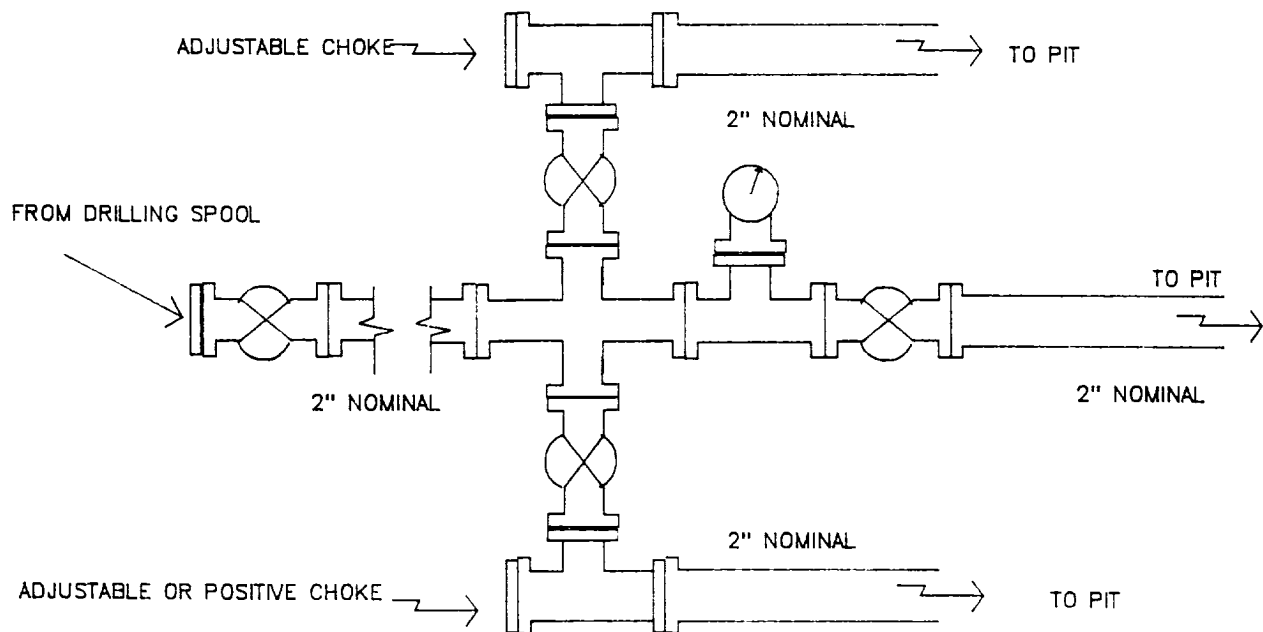 ADJUSTABLE CHOKE
TO PIT
2" NOMINAL
FROM DRILLING SPOOL
TO PIT
2" NOMINAL
2" NOMINAL
2" NOMINAL
ADJUSTABLE OR POSITIVE CHOKE
TO PIT